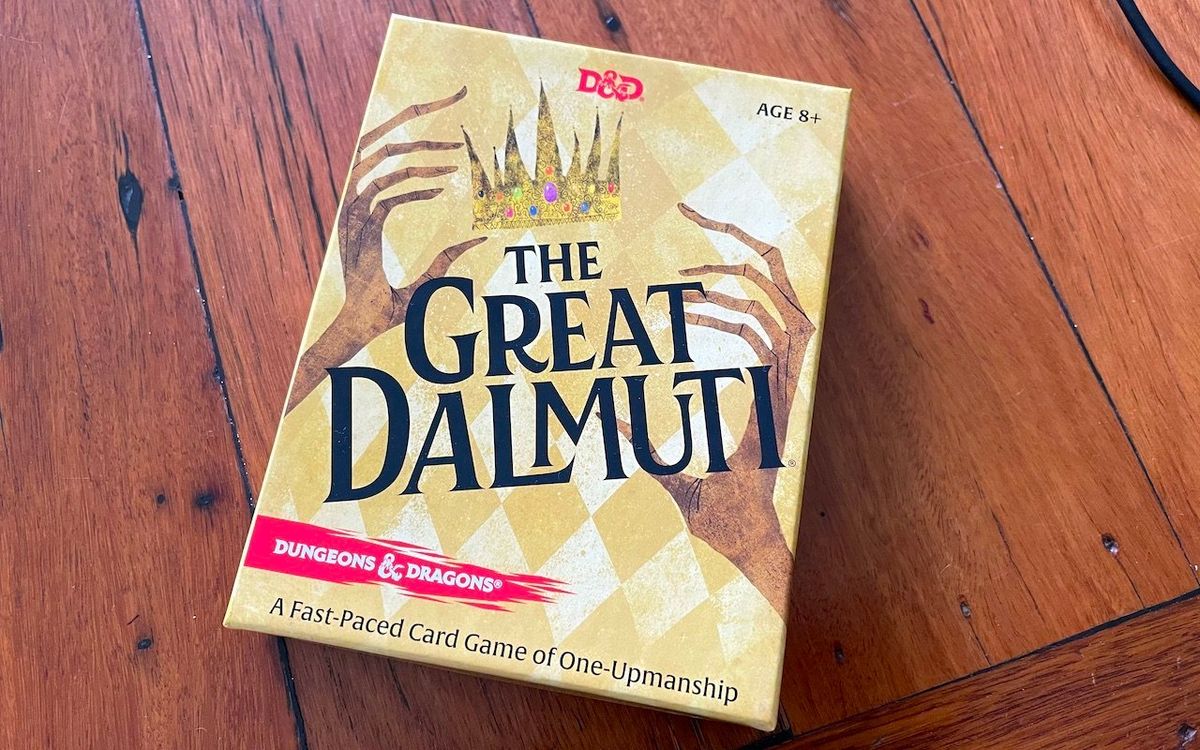 D&D
AGE 8+
THE
GREAT
DALMUTI®
DUNGEONS & DRAGONS®
A Fast-Paced Card Game of One-Upmanship